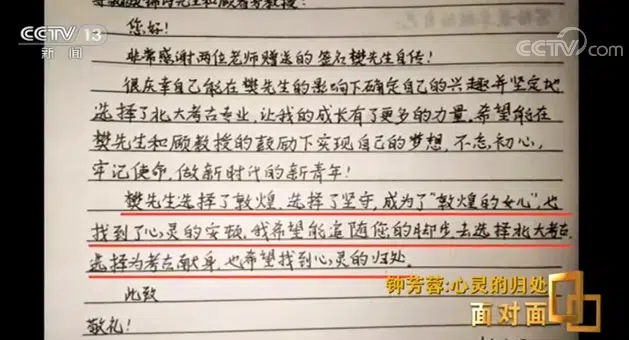 CCTV 13
新闻
cctv.com
先生和顾春芳教授:
您好!
非常感谢两位老师赠送的签名樊先生自传!
很庆幸自己能在樊先生的影响下确定自己的兴趣并坚定地
选择了北大考古专业,让我的成长有了更多的力量。希望能在
樊先生和顾教授的鼓励下实现自己的梦想,不忘初心,
牢记使命,做新时代的新青年!
樊先生选择了敦煌,选择了坚守,成为了“敦煌的女儿”,也
找到了心灵的安顿,我希望能追随您的脚步去选择北大考古,
选择为考古献身,也希望找到心灵的归处。
此致
敬礼!
钟芳蓉:心灵的归处
面对面